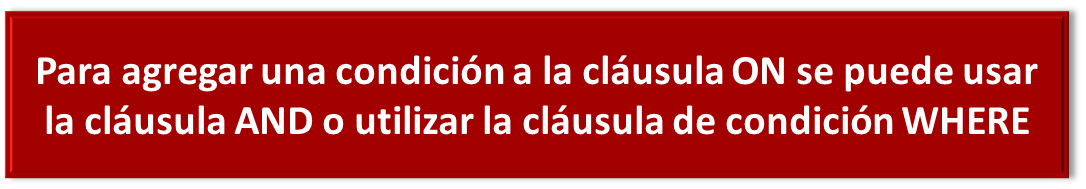 Para agregar una condición a la cláusula ON se puede usar
la cláusula AND o utilizar la cláusula de condición WHERE